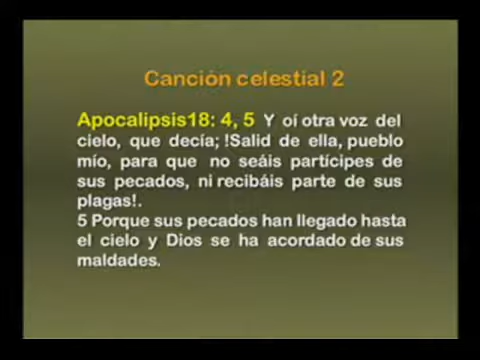 Canción celestial 2
Apocalipsis18: 4, 5 Y oí otra voz del
cielo, que decía; !Salid de ella, pueblo
mío, para que no seáis partícipes de
sus pecados, ni recibáis parte de sus
plagas!.
5 Porque sus pecados han llegado hasta
el cielo y Dios se ha acordado de sus
maldades.